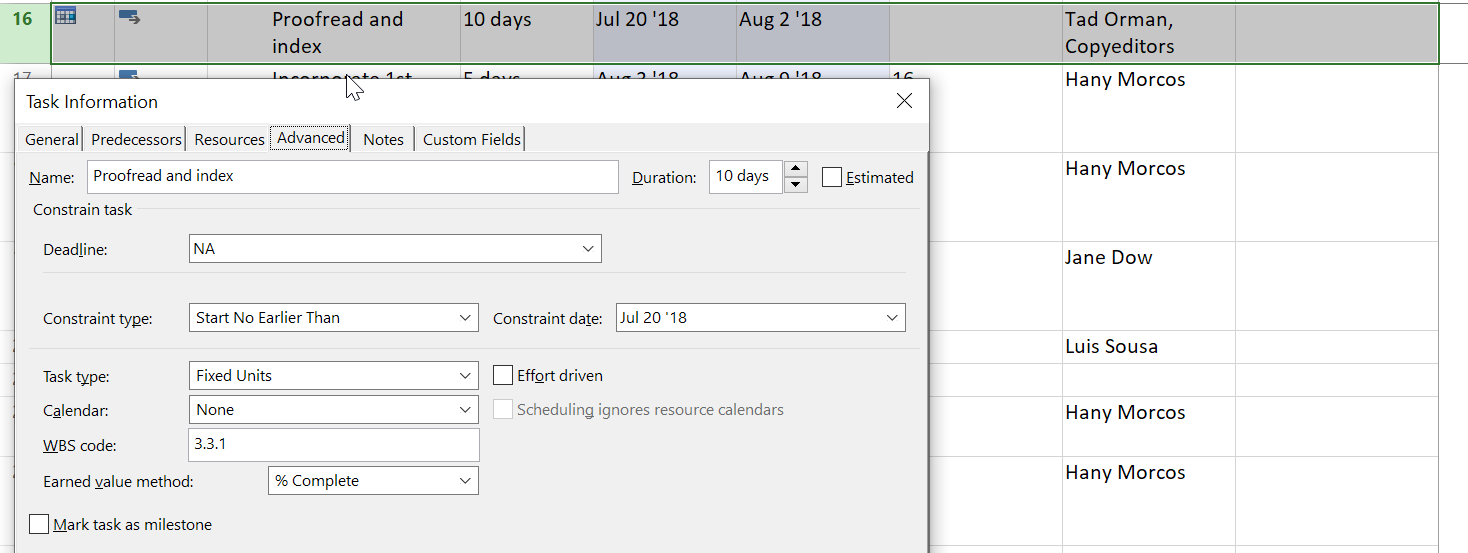 16 Proofread and 10 days Jul 20 '18 Aug 2 '18 Tad Orman,
index Copyeditors
17 Incorporate 1st 5 days Aug 3 '18 Aug 9 '18 16 Hany Morcos
Task Information
General Predecessors Resources Advanced Notes Custom Fields
Name: Proofread and index Duration: 10 days Estimated
Hany Morcos
Constrain task
Deadline: NA
Jane Dow
Constraint type: Start No Earlier Than Constraint date: Jul 20 '18
Luis Sousa
Task type: Fixed Units Effort driven
Calendar: None Scheduling ignores resource calendars
Hany Morcos
WBS code: 3.3.1
Earned value method: % Complete
Hany Morcos
Mark task as milestone